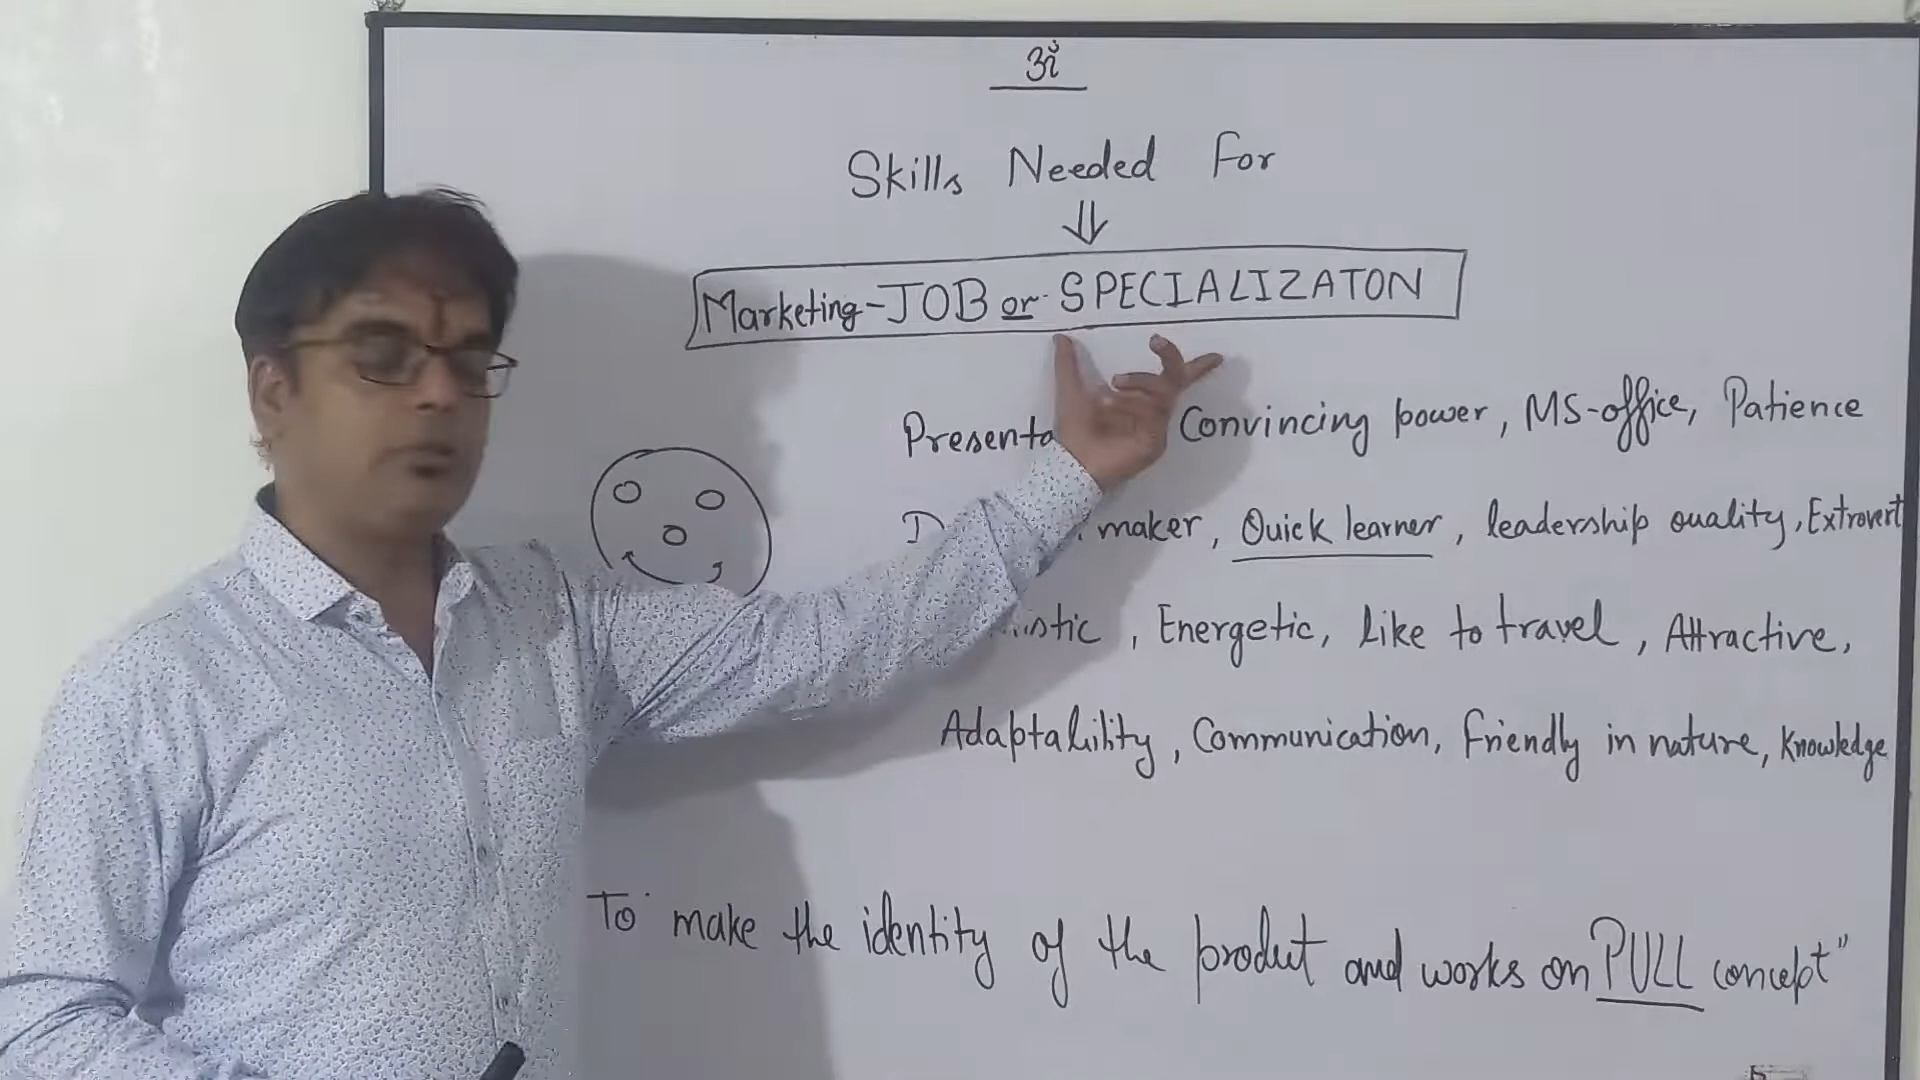 ॐ
Skills Needed For
Marketing-JOB or SPECIALIZATON
Convincing power, MS-office, Patience
maker, Quick learner, leadership quality, Extrovert
, Energetic, like to travel, Attractive,
Adaptability, Communication, friendly in nature, Knowledge
To make the identity of the product and works on PULL concept"